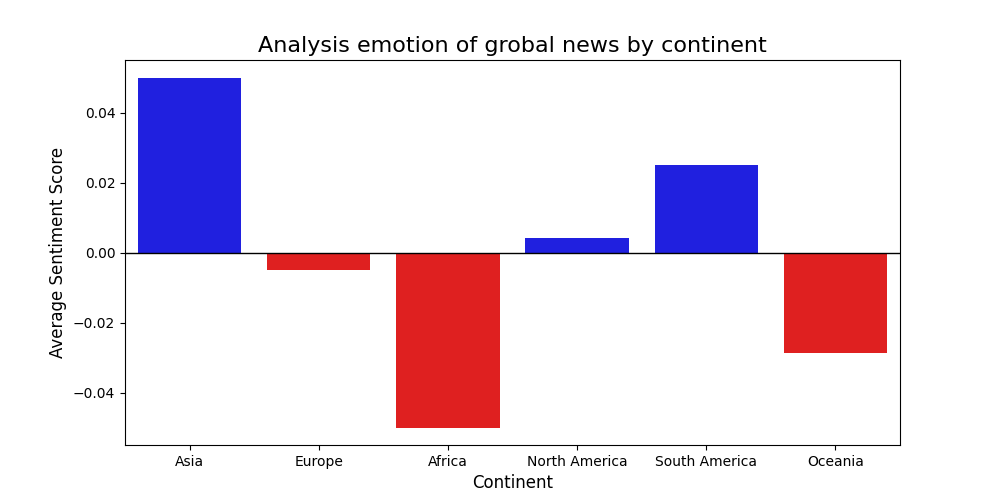 Analysis emotion of grobal news by continent
Average Sentiment Score
0.04
0.02
0.00
−0.02
−0.04
Asia Europe Africa North America South America Oceania
Continent